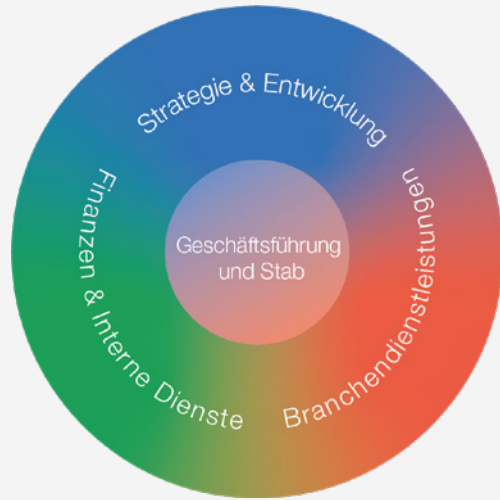 Strategie & Entwicklung
Finanzen & Interne Dienste
Geschäftsführung
und Stab
Branchendienstleistungen